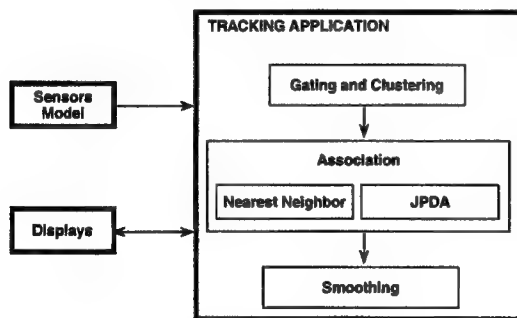 TRACKING APPLICATION
Gating and Clustering
Sensors
Model
Association
Nearest Neighbor
JPDA
Displays
Smoothing